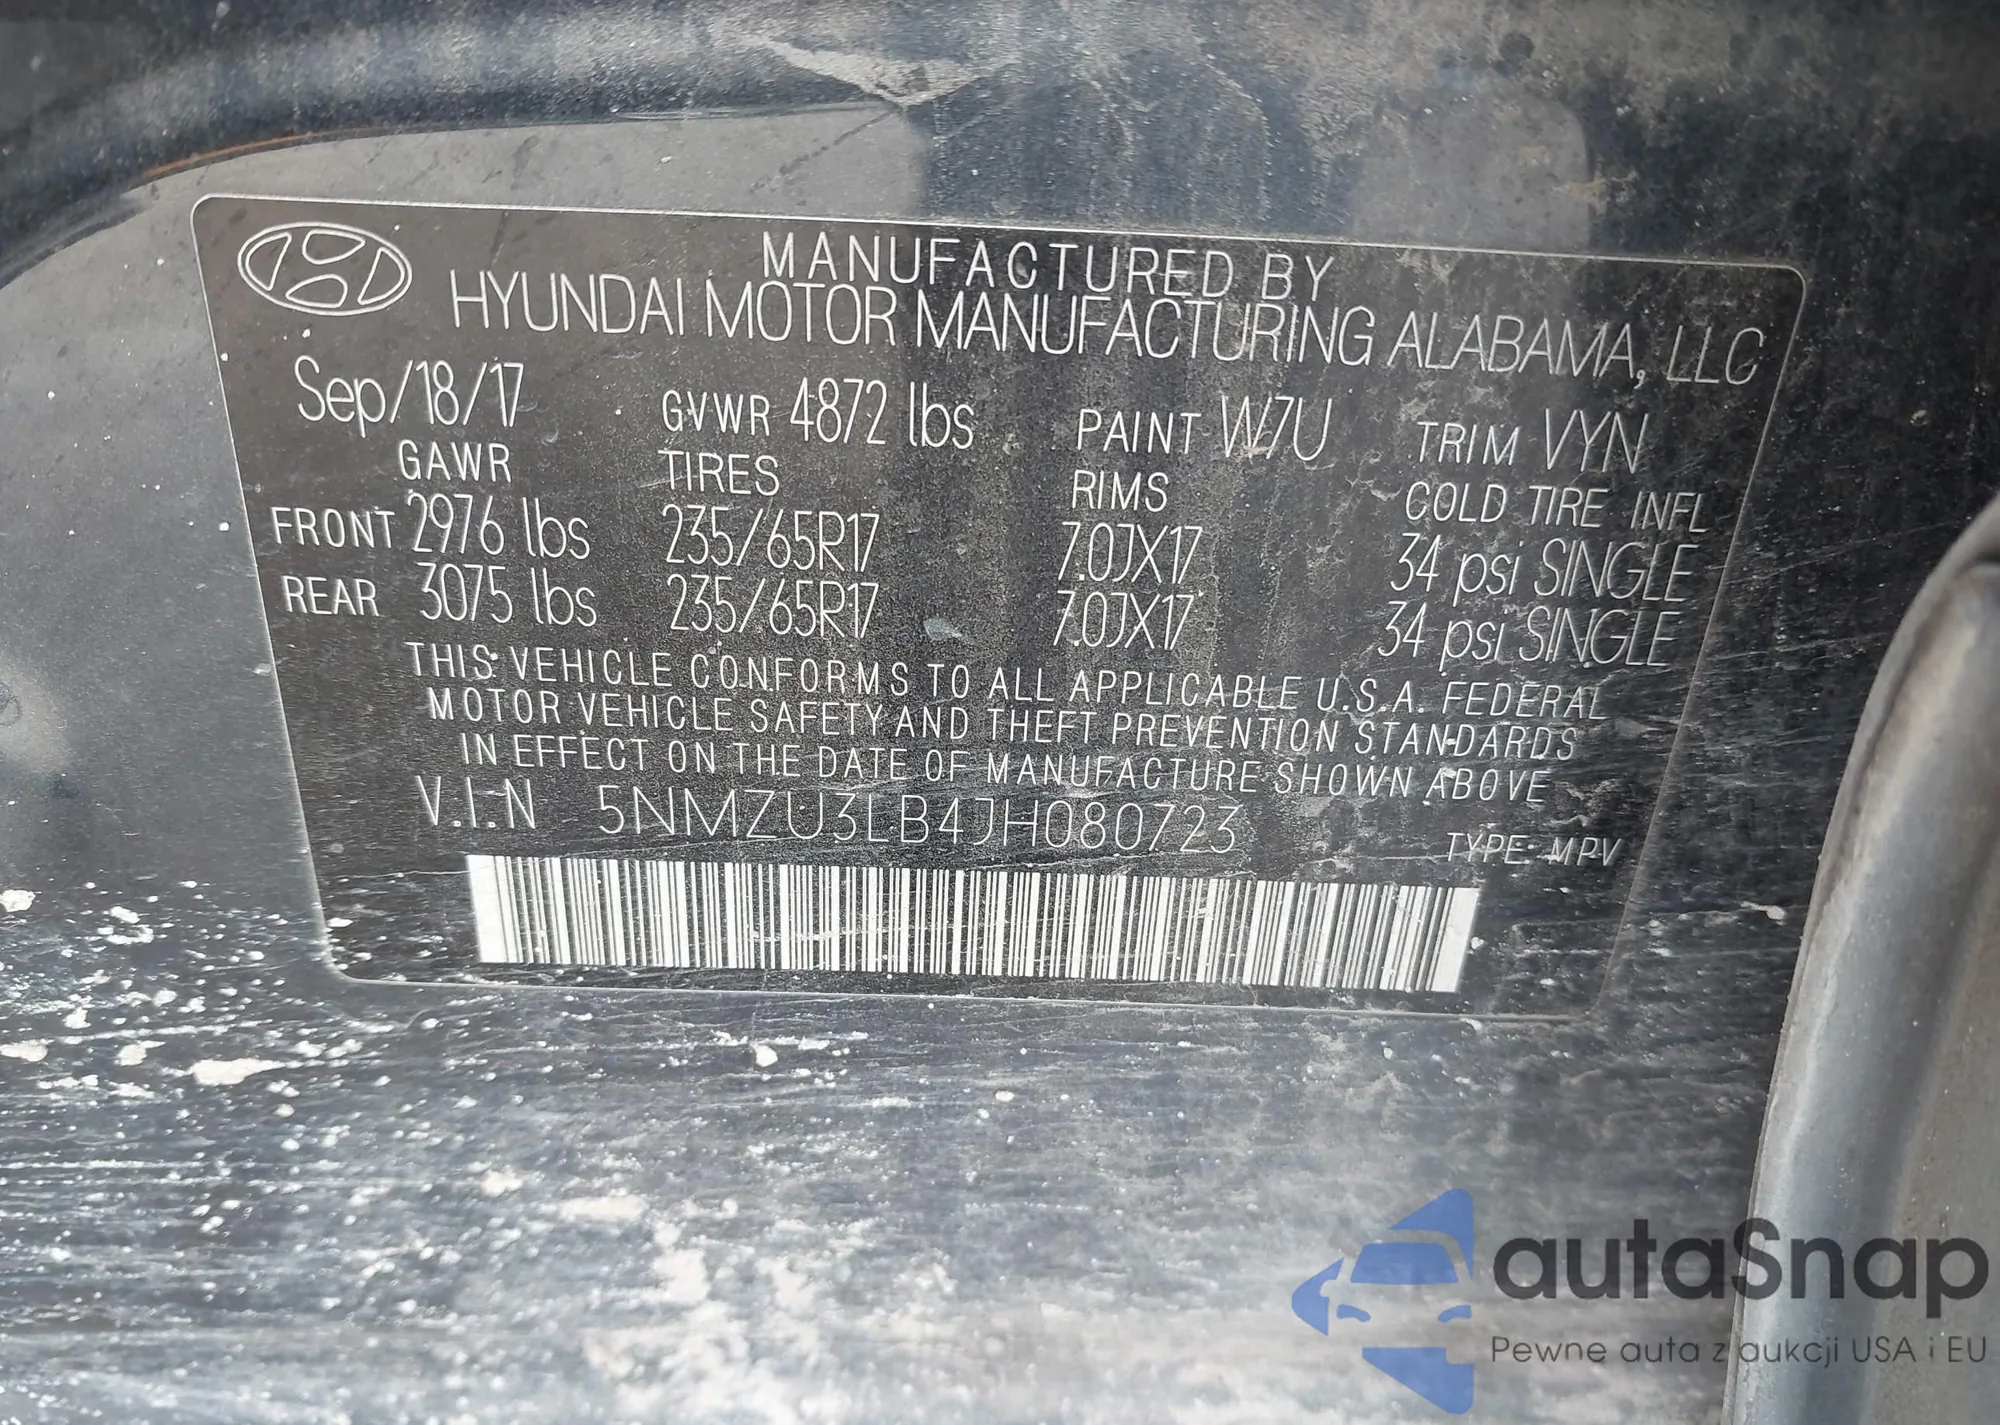 MANUFACTURED BY
HYUNDAI MOTOR MANUFACTURING ALABAMA, LLC
Sep/18/17 GVWR 4872 lbs PAINT W7U TRIM VYN
GAWR TIRES RIMS COLD TIRE INFL
FRONT 2976 lbs 235/65R17 7.0JX17 34 psi SINGLE
REAR 3075 lbs 235/65R17 7.0JX17 34 psi SINGLE
THIS VEHICLE CONFORMS TO ALL APPLICABLE U.S.A. FEDERAL
MOTOR VEHICLE SAFETY AND THEFT PREVENTION STANDARDS
IN EFFECT ON THE DATE OF MANUFACTURE SHOWN ABOVE
V.I.N 5NMZU3LB4JH080723
TYPE: MPV
autaSnap
Pewne auta z aukcji USA i EU